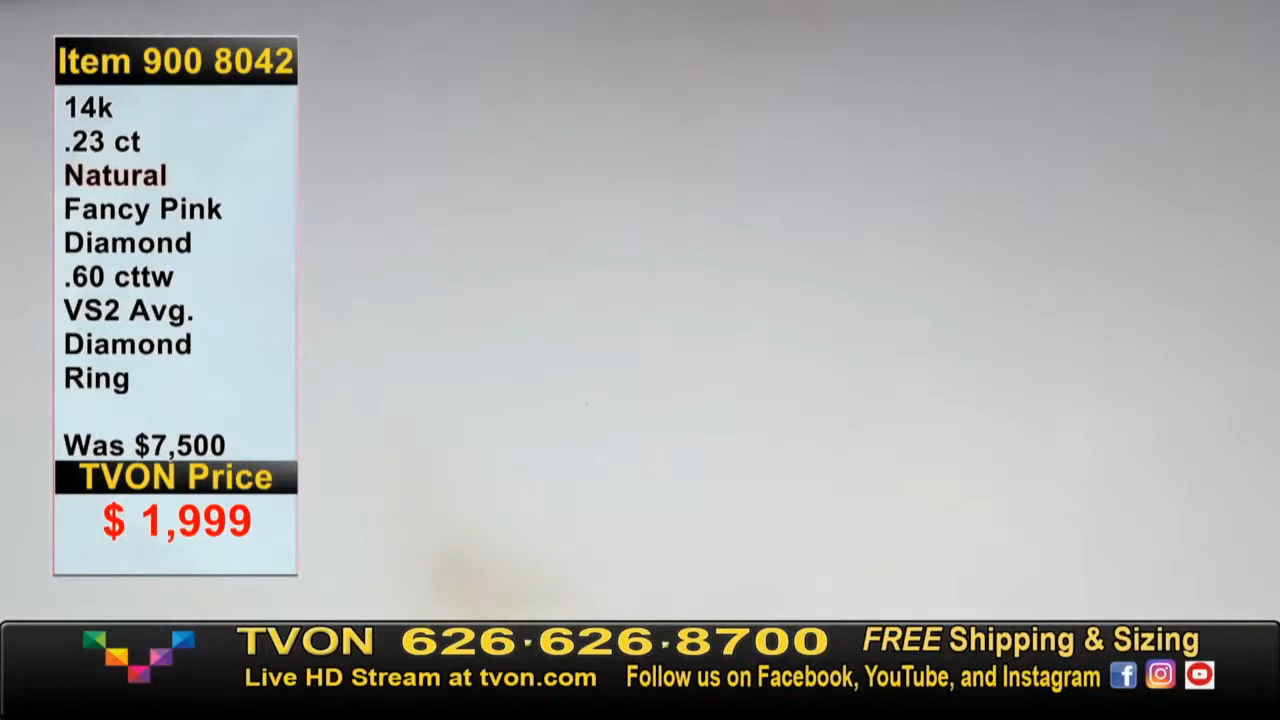 Item 900 8042
14k
.23 ct
Natural
Fancy Pink
Diamond
.60 cttw
VS2 Avg.
Diamond
Ring
Was $7,500
TVON Price
$ 1,999
TVON 626·626·8700 FREE Shipping & Sizing
Live HD Stream at tvon.com Follow us on Facebook, YouTube, and Instagram